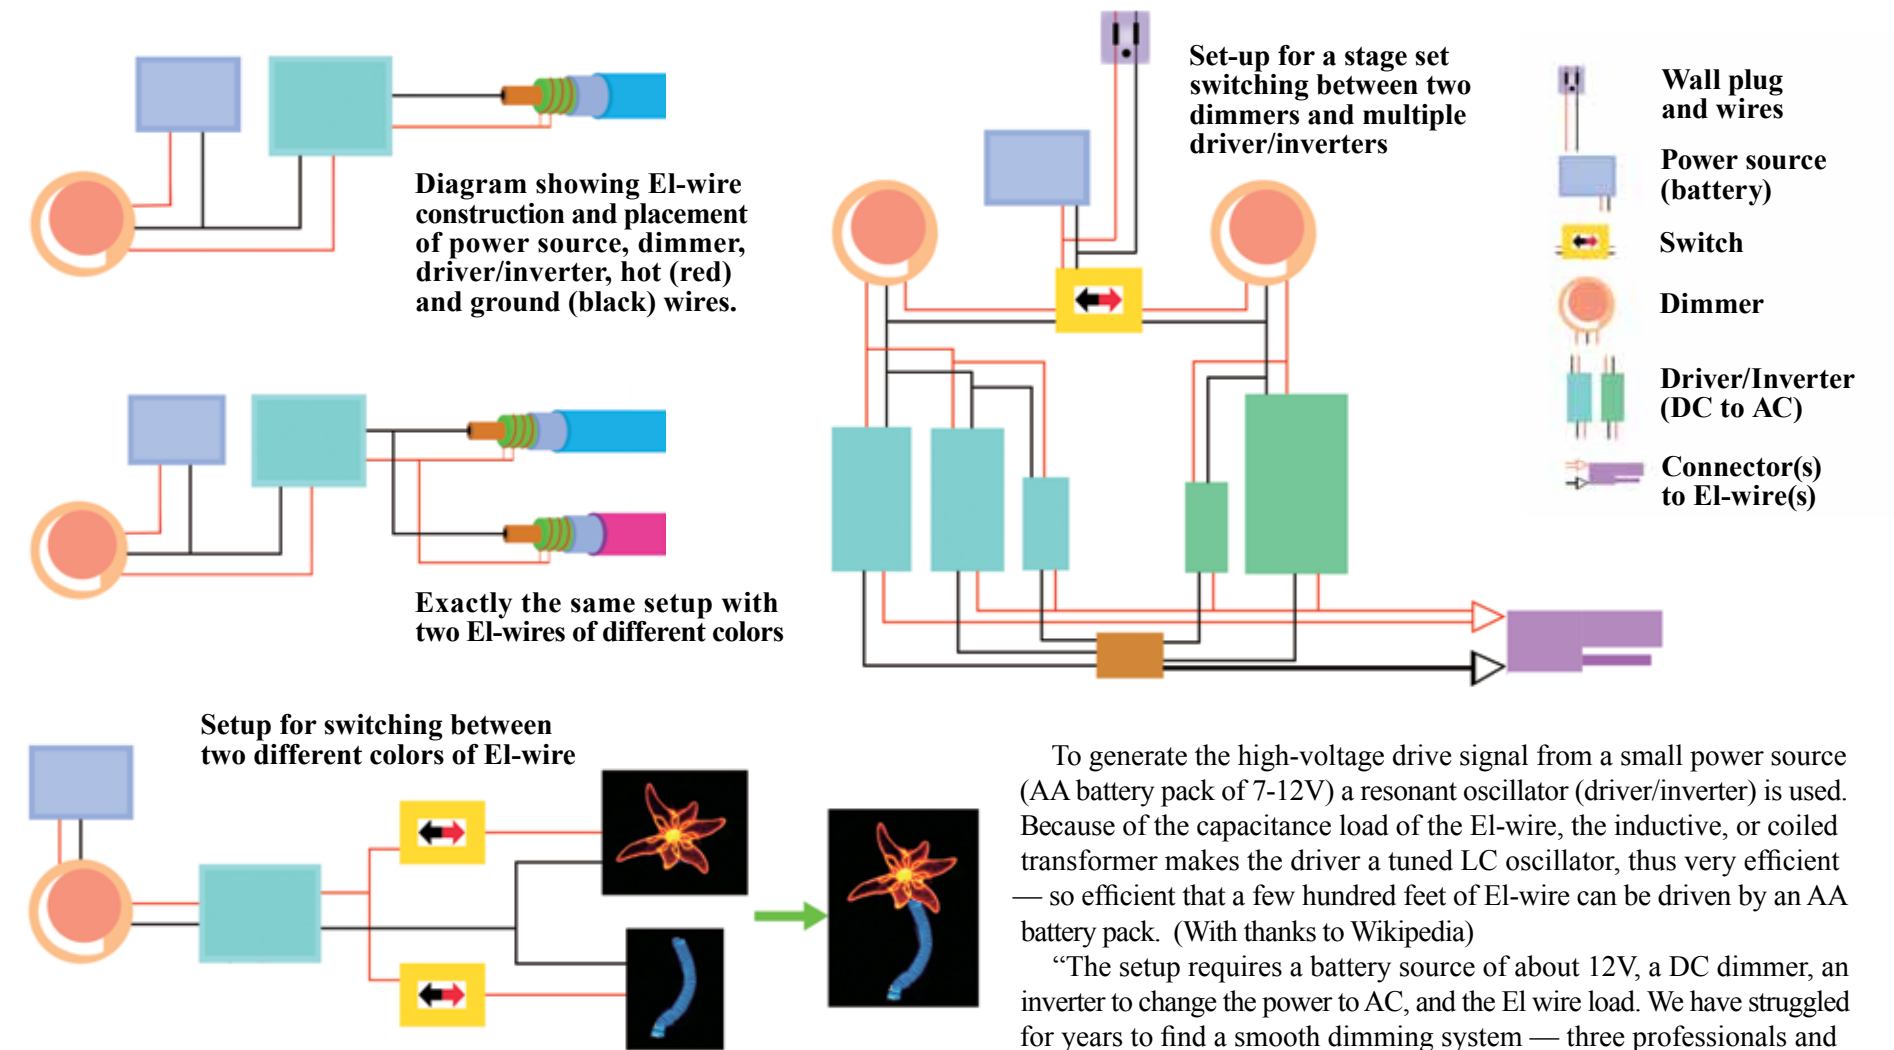 Diagram showing El-wire
construction and placement
of power source, dimmer,
driver/inverter, hot (red)
and ground (black) wires.
Exactly the same setup with
two El-wires of different colors
Setup for switching between
two different colors of El-wire
Set-up for a stage set
switching between two
dimmers and multiple
driver/inverters
Wall plug
and wires
Power source
(battery)
Switch
Dimmer
Driver/Inverter
(DC to AC)
Connector(s)
to El-wire(s)
To generate the high-voltage drive signal from a small power source
(AA battery pack of 7-12V) a resonant oscillator (driver/inverter) is used.
Because of the capacitance load of the El-wire, the inductive, or coiled
transformer makes the driver a tuned LC oscillator, thus very efficient
— so efficient that a few hundred feet of El-wire can be driven by an AA
battery pack. (With thanks to Wikipedia)
“The setup requires a battery source of about 12V, a DC dimmer, an
inverter to change the power to AC, and the El wire load. We have struggled
for years to find a smooth dimming system — three professionals and